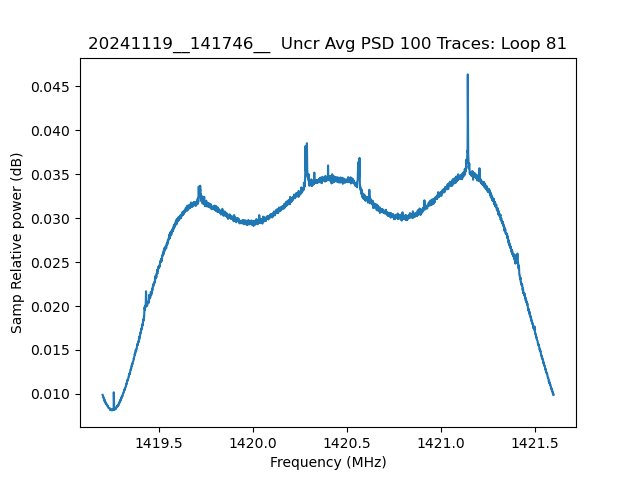 20241119__141746__  Uncr Avg PSD 100 Traces: Loop 81
0.045
0.040
0.035
0.030
0.025
0.020
0.015
0.010
Samp Relative power (dB)
1419.5 1420.0 1420.5 1421.0 1421.5
Frequency (MHz)